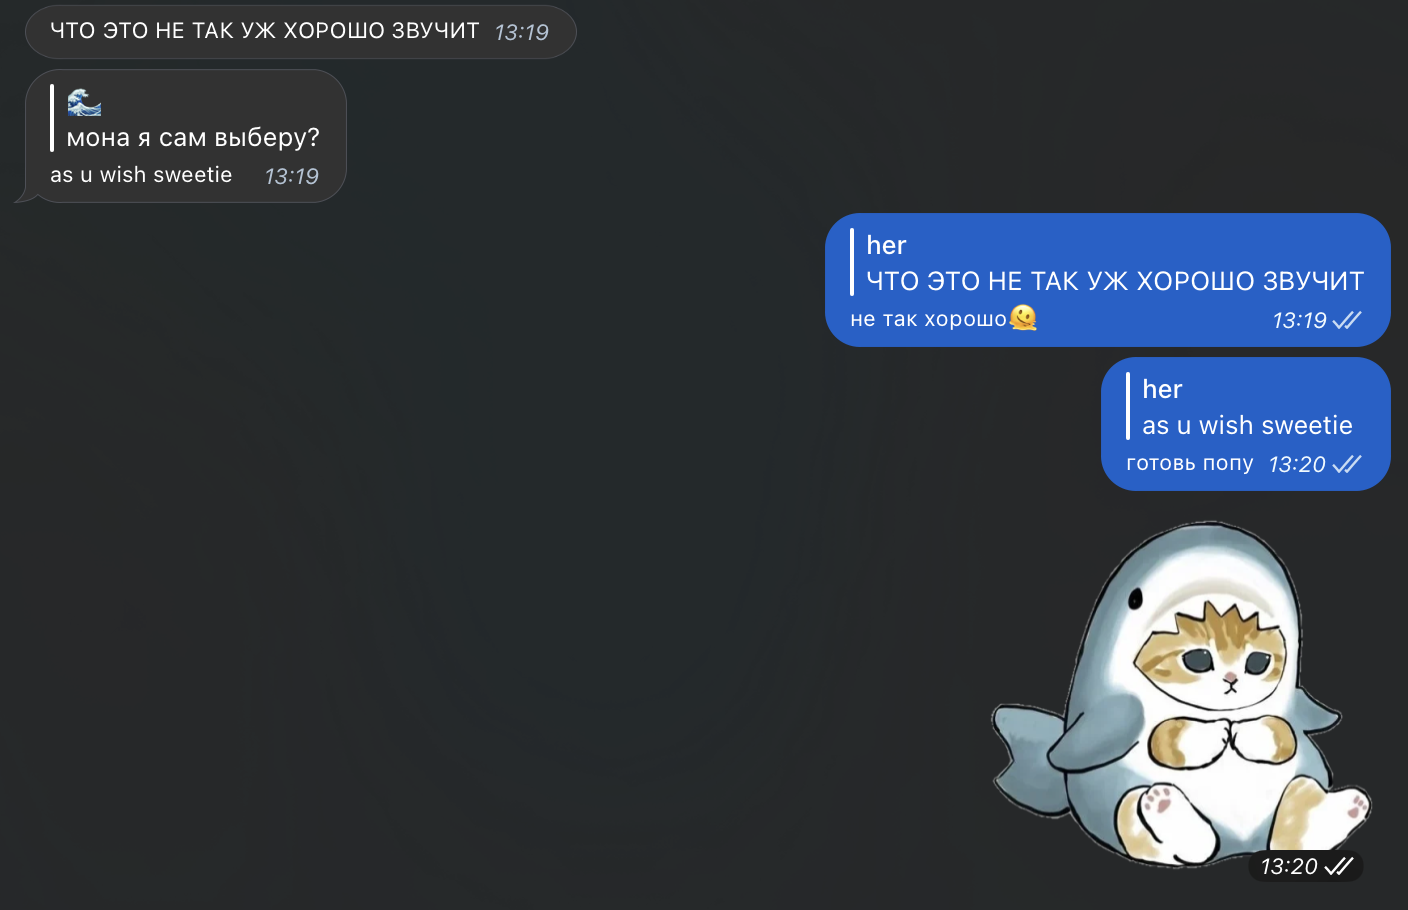 ЧТО ЭТО НЕ ТАК УЖ ХОРОШО ЗВУЧИТ 13:19
🌊
мона я сам выберу?
as u wish sweetie 13:19
her
ЧТО ЭТО НЕ ТАК УЖ ХОРОШО ЗВУЧИТ
не так хорошо🫠 13:19
her
as u wish sweetie
готовь попу 13:20
13:20